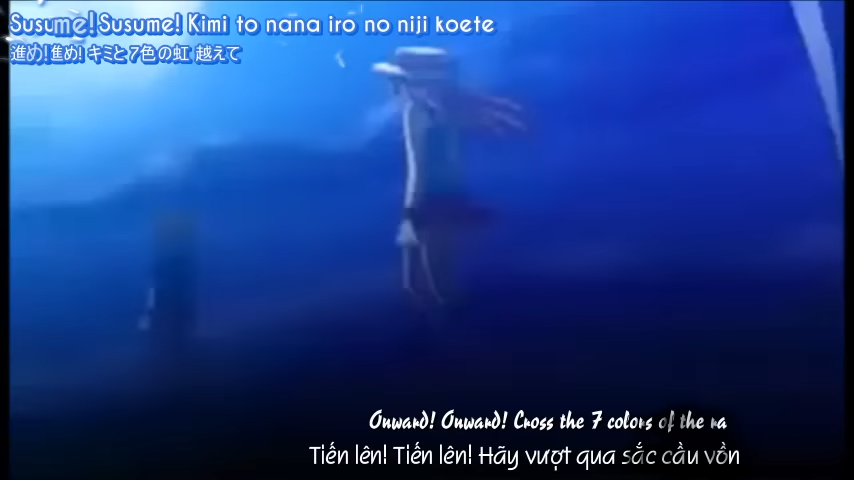 Susume! Susume! Kimi to nana iro no niji koete
進め! 進め! キミと 7色の虹 越えて
Onward! Onward! Cross the 7 colors of the ra
Tiến lên! Tiến lên! Hãy vượt qua sắc cầu vồn